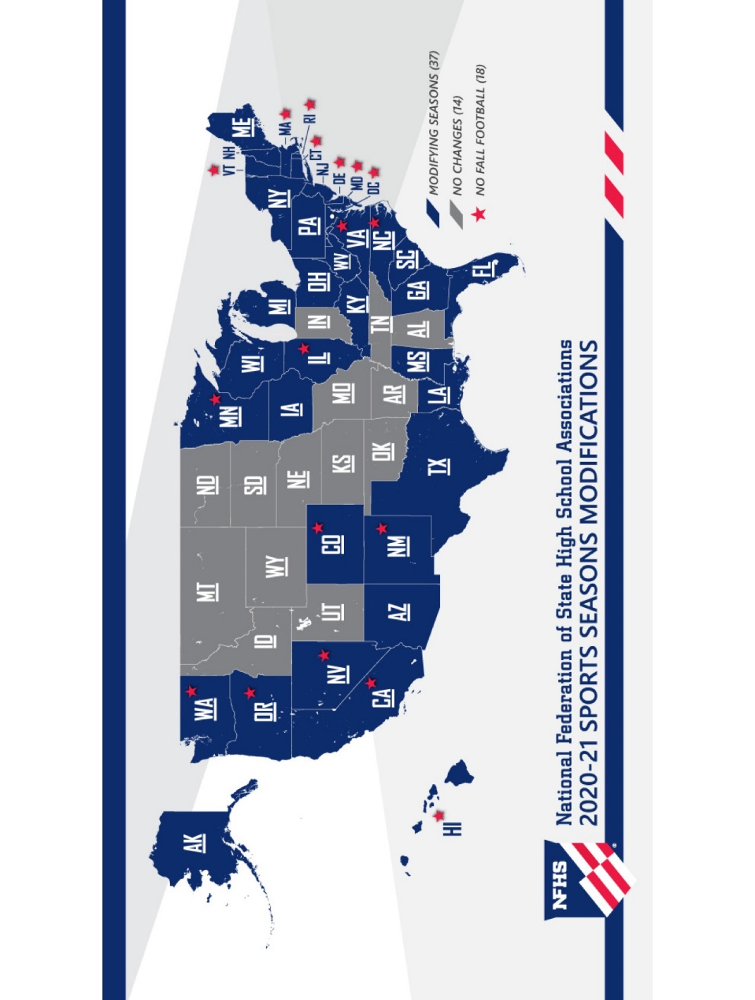 AK
HI
WA
OR
CA
NV
ID
MT
WY
UT
AZ
CO
NM
ND
SD
NE
KS
OK
TX
MN
IA
MO
AR
LA
WI
IL
MS
MI
IN
KY
TN
AL
OH
WV
GA
FL
SC
NC
VA
PA
NY
VT
NH
ME
MA
RI
CT
NJ
DE
MD
DC
MODIFYING SEASONS (37)
NO CHANGES (14)
NO FALL FOOTBALL (18)
NFHS
®
National Federation of State High School Associations
2020-21 SPORTS SEASONS MODIFICATIONS